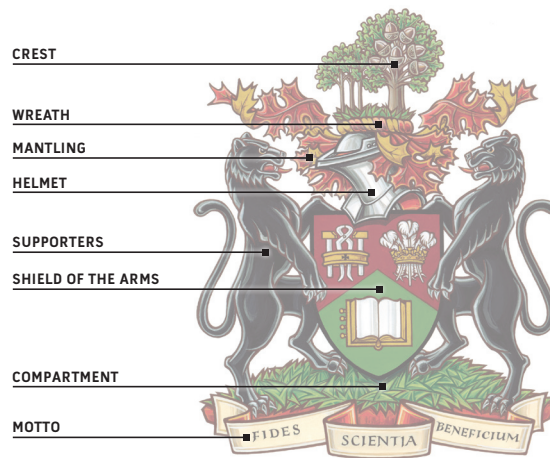 CREST
WREATH
MANTLING
HELMET
SUPPORTERS
SHIELD OF THE ARMS
COMPARTMENT
MOTTO
FIDES
SCIENTIA
BENEFICIUM